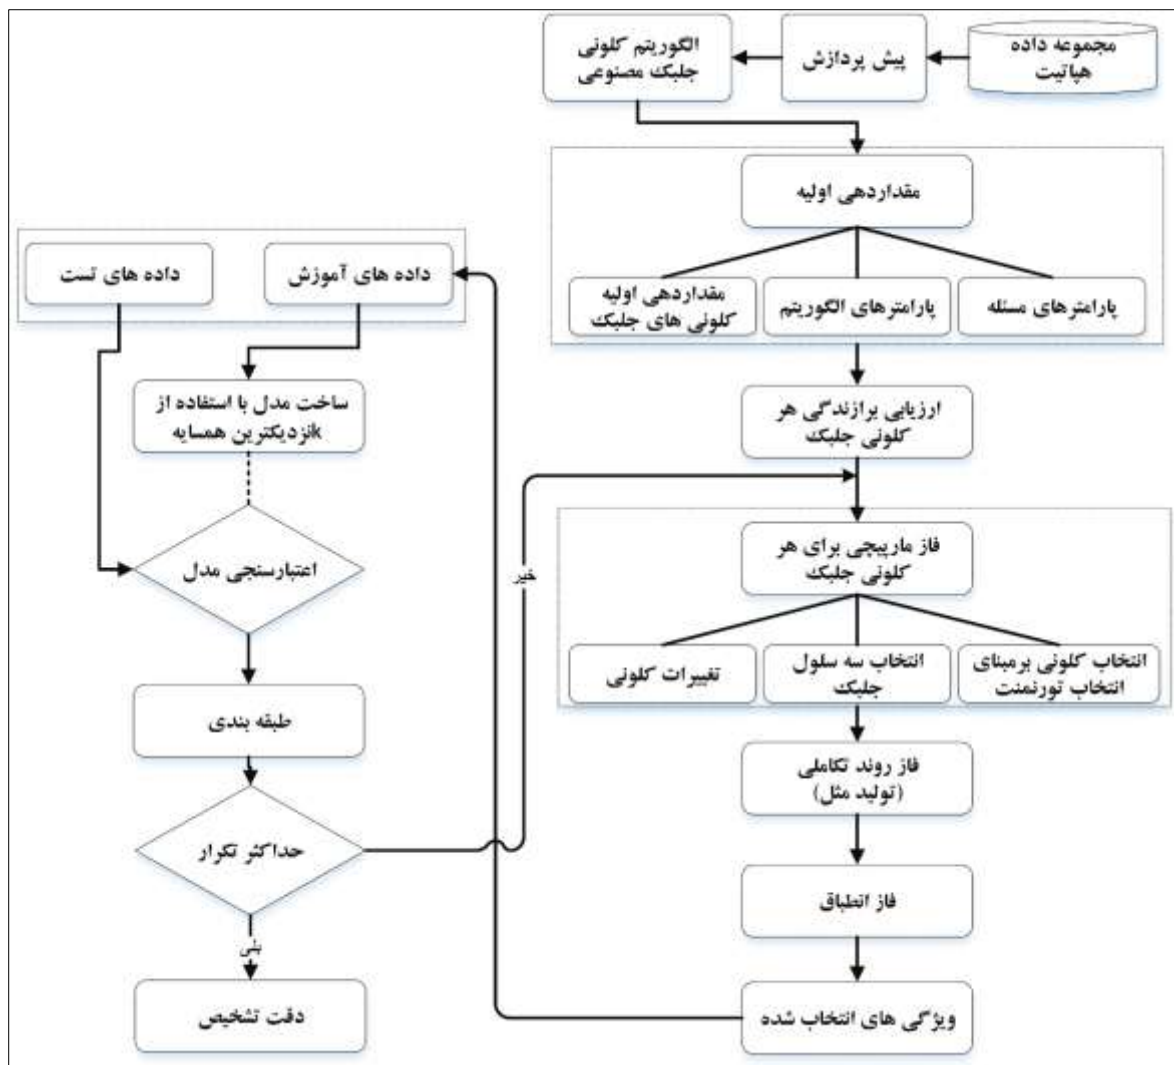 مجموعه داده
هپاتیت
پیش پردازش
الگوریتم کلونی
جلبک مصنوعی
مقداردهی اولیه
پارامترهای مسئله
پارامترهای الگوریتم
مقداردهی اولیه
کلونی های جلبک
ارزیابی برازندگی هر
کلونی جلبک
فاز مارپیچی برای هر
کلونی جلبک
انتخاب کلونی برمبنای
انتخاب تورنمنت
انتخاب سه سلول
جلبک
تغییرات کلونی
فاز روند تکاملی
(تولید مثل)
فاز انطباق
ویژگی های انتخاب شده
داده های آموزش
داده های تست
ساخت مدل با استفاده از
kنزدیکترین همسایه
اعتبارسنجی مدل
طبقه بندی
حداکثر تکرار
خیر
بلی
دقت تشخیص